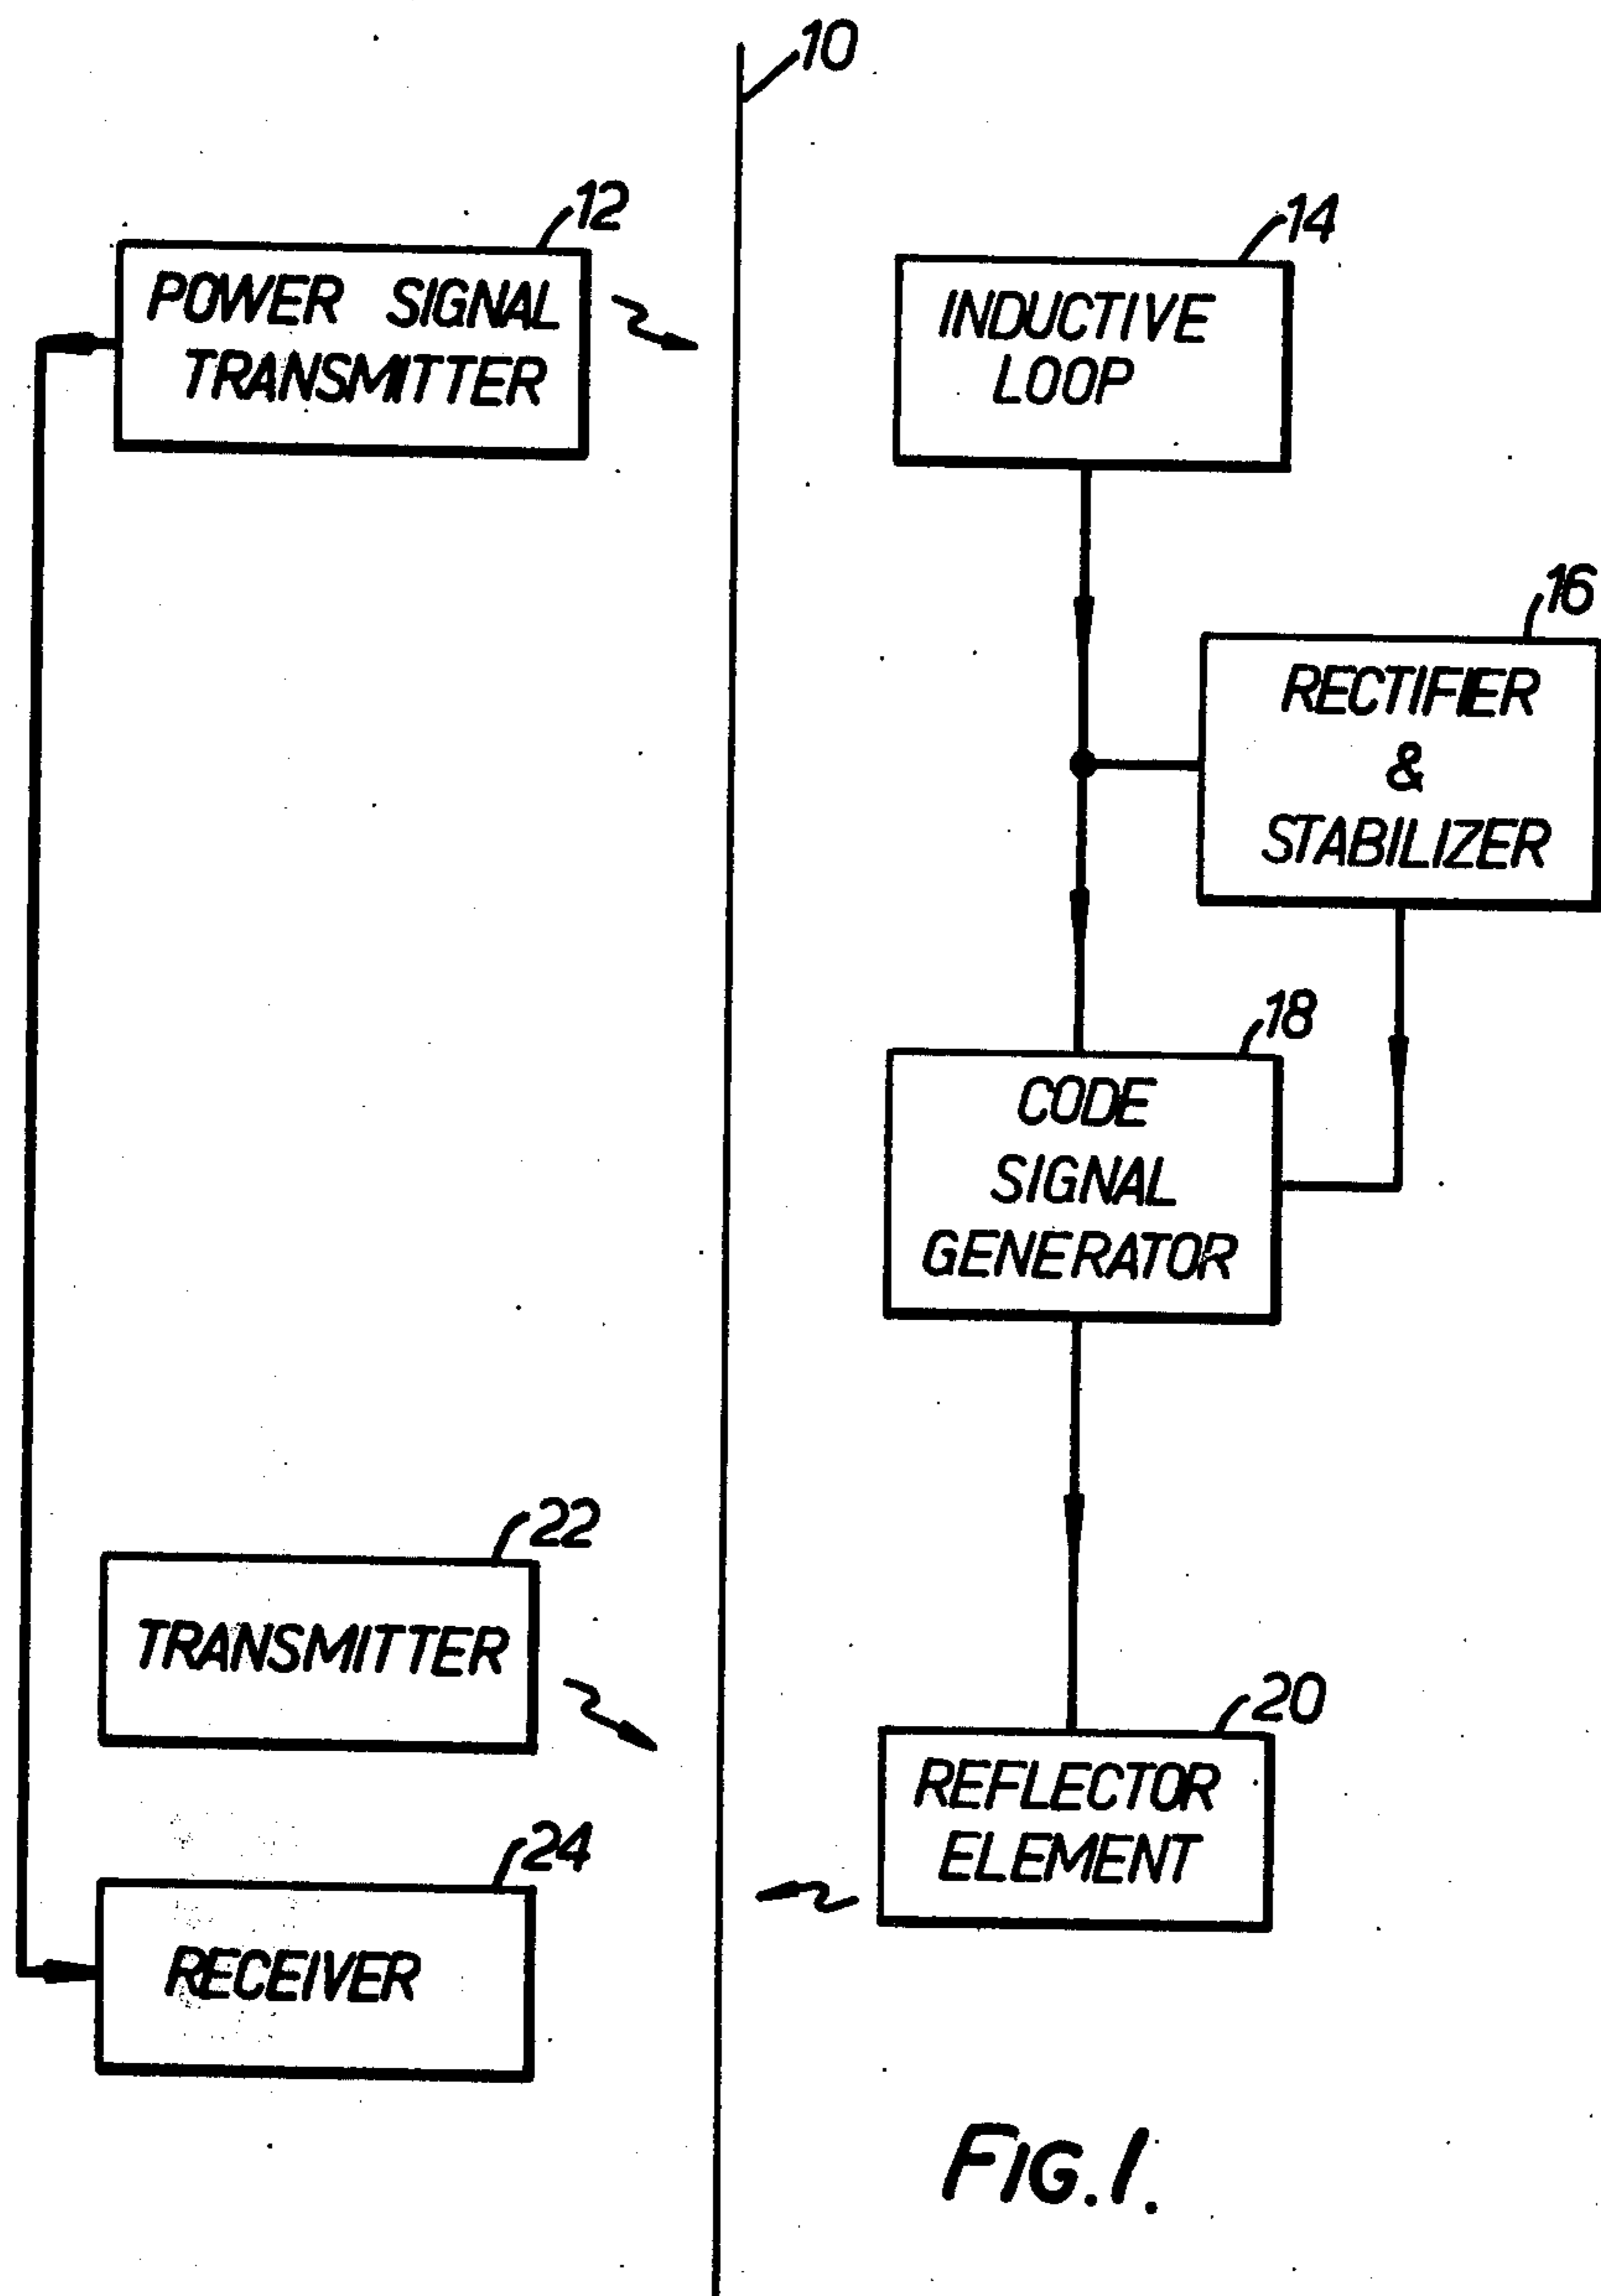 10
12
POWER SIGNAL
TRANSMITTER
14
INDUCTIVE
LOOP
16
RECTIFIER
&
STABILIZER
18
CODE
SIGNAL
GENERATOR
22
TRANSMITTER
20
REFLECTOR
ELEMENT
24
RECEIVER
FIG.1.